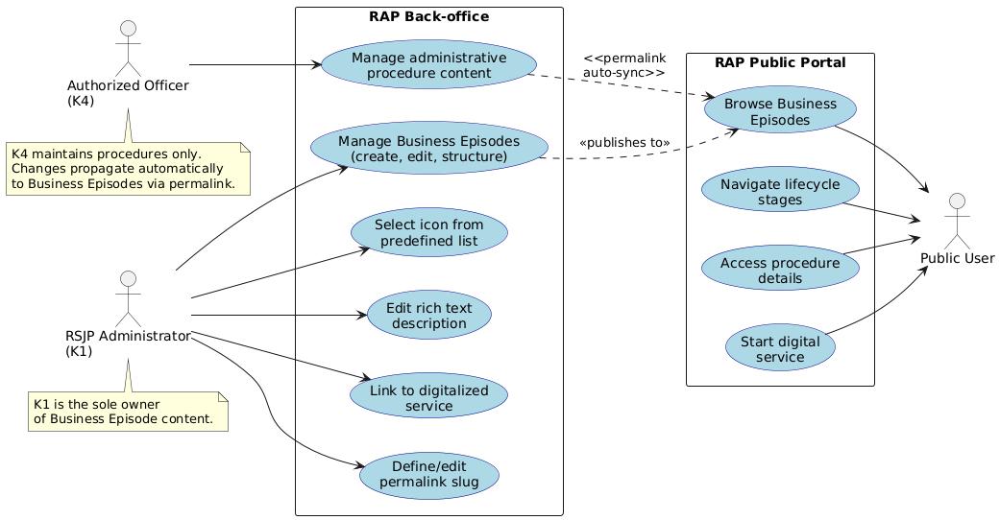 RAP Back-office
Authorized Officer
(K4)
K4 maintains procedures only.
Changes propagate automatically
to Business Episodes via permalink.
Manage administrative
procedure content
<<permalink
auto-sync>>
Manage Business Episodes
(create, edit, structure)
«publishes to»
Select icon from
predefined list
Edit rich text
description
Link to digitalized
service
Define/edit
permalink slug
RSJP Administrator
(K1)
K1 is the sole owner
of Business Episode content.
RAP Public Portal
Browse Business
Episodes
Navigate lifecycle
stages
Access procedure
details
Start digital
service
Public User